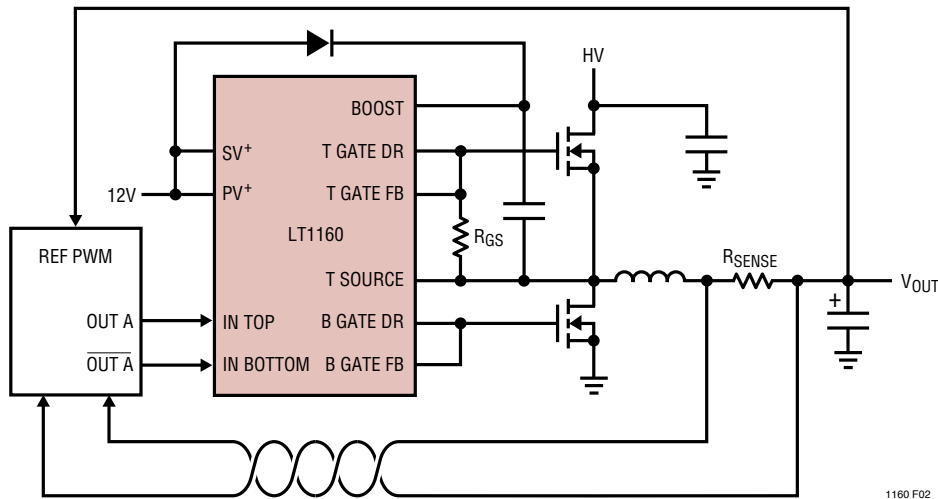 HV
BOOST
SV+
T GATE DR
12V
PV+
T GATE FB
LT1160
RGS
REF PWM
RSENSE
T SOURCE
VOUT
+
OUT A
IN TOP
B GATE DR
OUT A
IN BOTTOM
B GATE FB
1160 F02